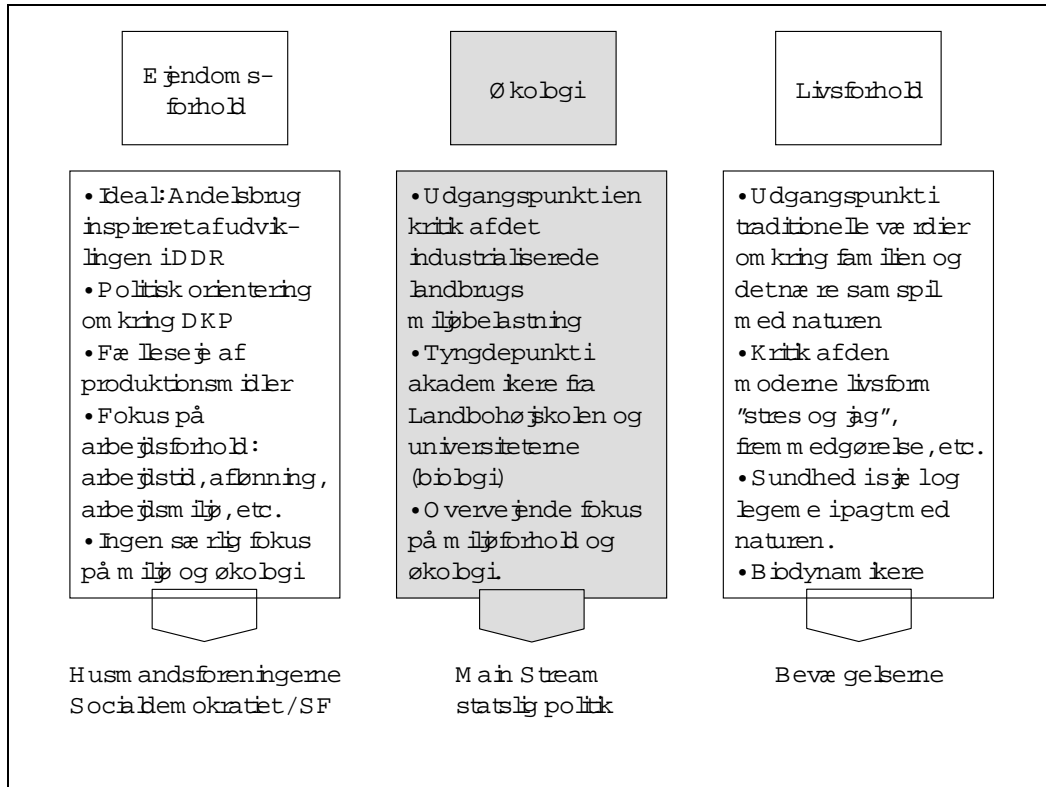 Ejendoms-
forhold
Økologi
Livsforhold
•Ideal: Andelsbrug
inspireret af udvik-
lingen i DDR
•Politisk orientering
omkring DKP
•Fælleseje af
produktionsmidler
•Fokus på
arbejdsforhold:
arbejdstid, aflønning,
arbejdsmiljø, etc.
•Ingen særlig fokus
på miljø og økologi
•Udgangspunkt i en
kritik af det
industrialiserede
landbrugs
miljøbelastning
•Tyngdepunkt i
akademikere fra
Landbohøjskolen og
universiteterne
(biologi)
•Overvejende fokus
på miljøforhold og
økologi.
•Udgangspunkt i
traditionelle værdier
omkring familien og
det nære samspil
med naturen
•Kritik af den
moderne livsform
"stres og jag",
fremmedgørelse, etc.
•Sundhed i sjæl og
legeme i pagt med
naturen.
•Biodynamikere
Husmandsforeningerne
Socialdemokratiet/SF
Main Stream
statslig politik
Bevægelserne